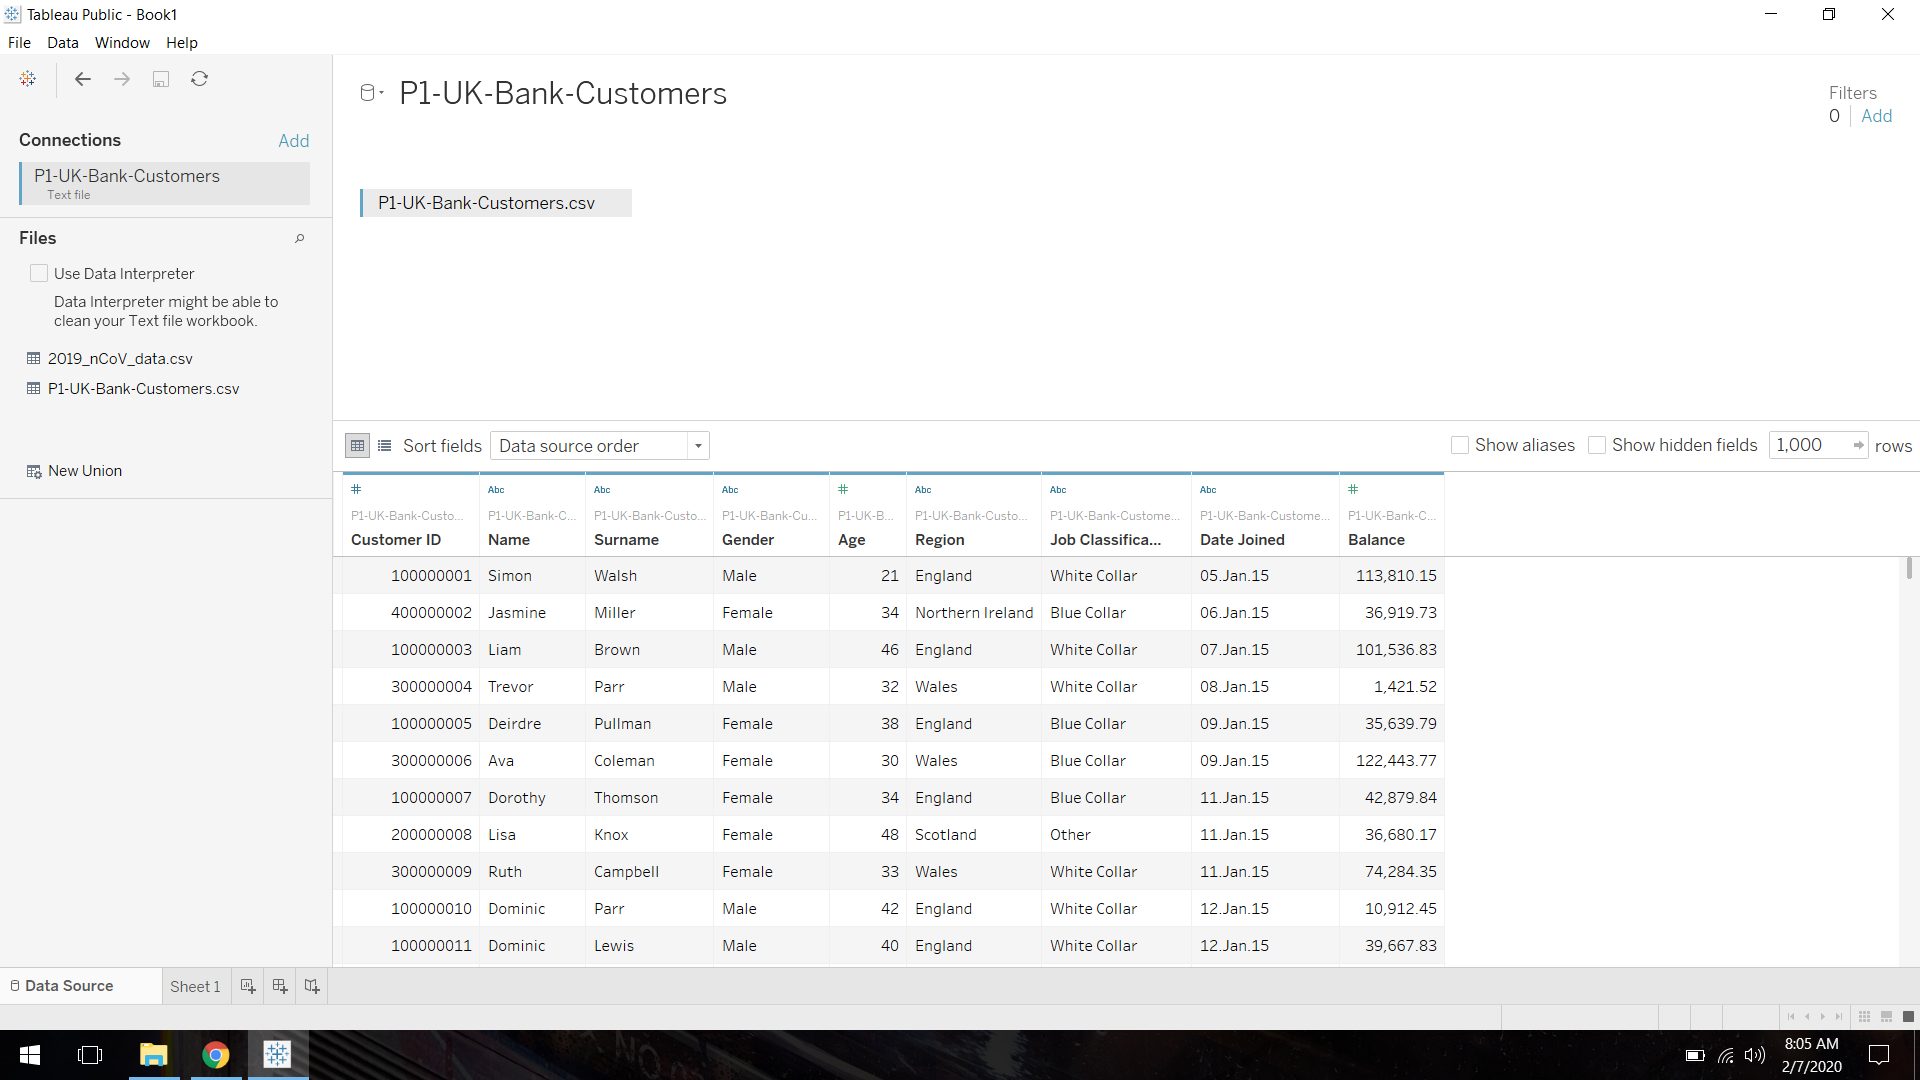 Tableau Public - Book1
File Data Window Help
P1-UK-Bank-Customers
Filters
0 Add
Connections Add
P1-UK-Bank-Customers
Text file
P1-UK-Bank-Customers.csv
Files
Use Data Interpreter
Data Interpreter might be able to
clean your Text file workbook.
2019_nCoV_data.csv
P1-UK-Bank-Customers.csv
New Union
Sort fields Data source order Show aliases Show hidden fields 1,000 rows
# Abc Abc Abc # Abc Abc Abc #
P1-UK-Bank-Custo... P1-UK-Bank-C... P1-UK-Bank-Custo... P1-UK-Bank-Cu... P1-UK-B... P1-UK-Bank-Custo... P1-UK-Bank-Custome... P1-UK-Bank-Custome... P1-UK-Bank-C...
Customer ID Name Surname Gender Age Region Job Classifica... Date Joined Balance
100000001 Simon Walsh Male 21 England White Collar 05.Jan.15 113,810.15
400000002 Jasmine Miller Female 34 Northern Ireland Blue Collar 06.Jan.15 36,919.73
100000003 Liam Brown Male 46 England White Collar 07.Jan.15 101,536.83
300000004 Trevor Parr Male 32 Wales White Collar 08.Jan.15 1,421.52
100000005 Deirdre Pullman Female 38 England Blue Collar 09.Jan.15 35,639.79
300000006 Ava Coleman Female 30 Wales Blue Collar 09.Jan.15 122,443.77
100000007 Dorothy Thomson Female 34 England Blue Collar 11.Jan.15 42,879.84
200000008 Lisa Knox Female 48 Scotland Other 11.Jan.15 36,680.17
300000009 Ruth Campbell Female 33 Wales White Collar 11.Jan.15 74,284.35
100000010 Dominic Parr Male 42 England White Collar 12.Jan.15 10,912.45
100000011 Dominic Lewis Male 40 England White Collar 12.Jan.15 39,667.83
Data Source Sheet 1
8:05 AM
2/7/2020